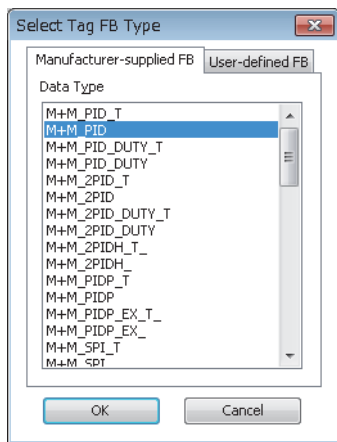 Select Tag FB Type
Manufacturer-supplied FB
User-defined FB
Data Type
M+M_PID_T
M+M_PID
M+M_PID_DUTY_T
M+M_PID_DUTY
M+M_2PID_T
M+M_2PID
M+M_2PID_DUTY_T
M+M_2PID_DUTY
M+M_2PIDH_T_
M+M_2PIDH_
M+M_PIDP_T
M+M_PIDP
M+M_PIDP_EX_T_
M+M_PIDP_EX_
M+M_SPI_T
M+M_SPI
OK
Cancel